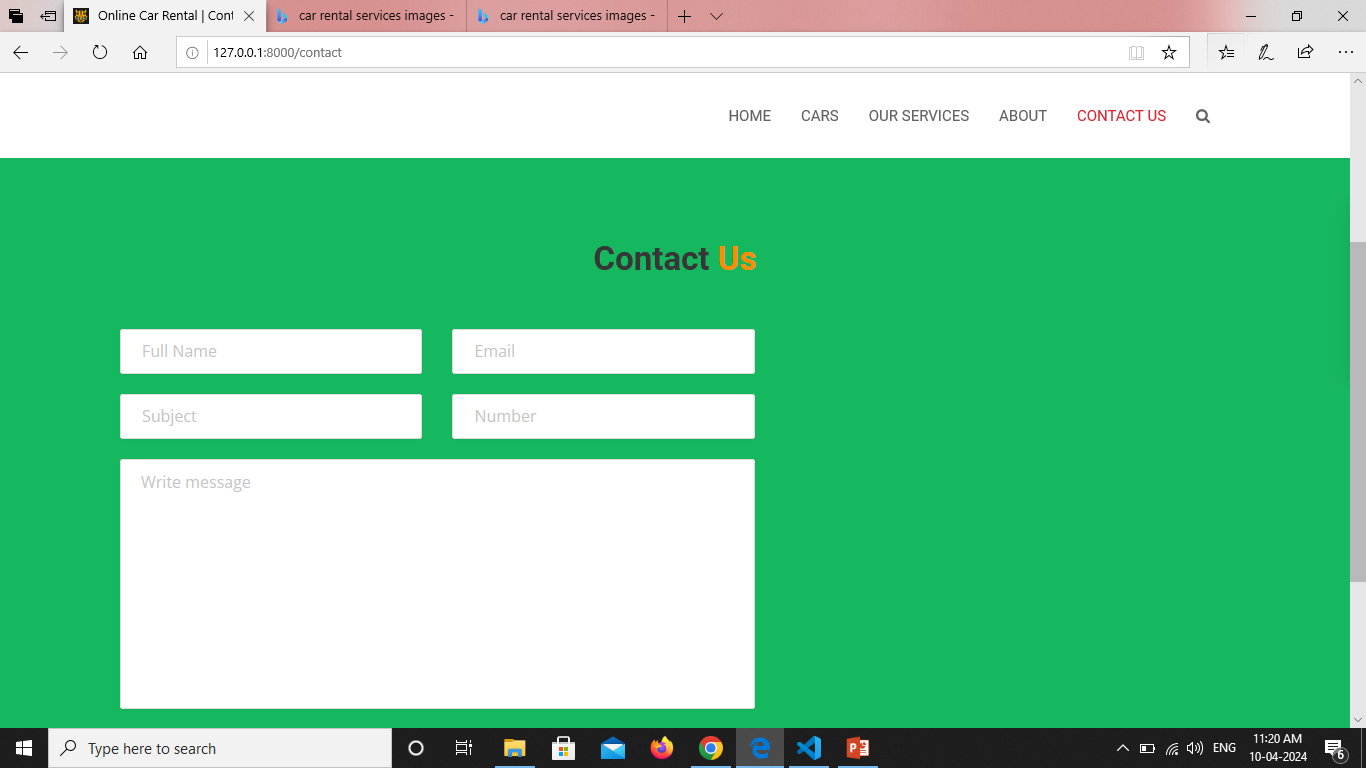 Online Car Rental | Cont
car rental services images -
car rental services images -
127.0.0.1:8000/contact
HOME CARS OUR SERVICES ABOUT CONTACT US
Contact Us
Full Name Email
Subject Number
Write message
Type here to search
ENG
11:20 AM
10-04-2024
6